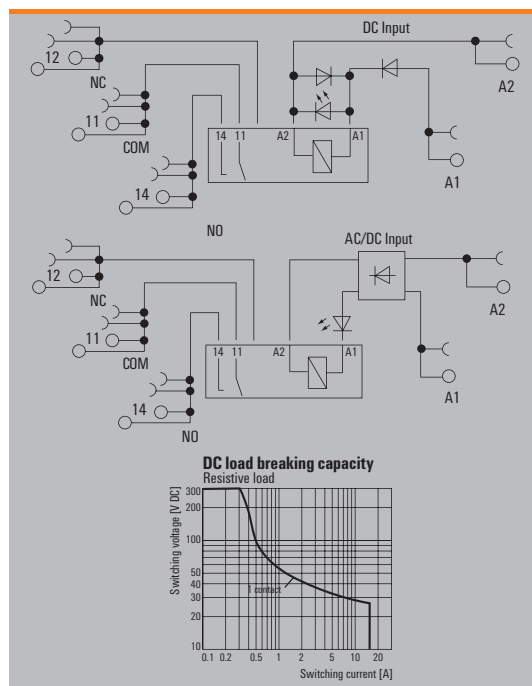 DC Input
12
NC
A2
11
COM
14 11 A2 A1
14
A1
NO
AC/DC Input
12
NC
A2
11
COM
14 11 A2 A1
14
A1
NO
DC load breaking capacity
Resistive load
Switching voltage [V DC]
300
200
100
50
40
30
20
10
1 contact
0.1 0.2 0.5 1 2 5 10 20
Switching current [A]